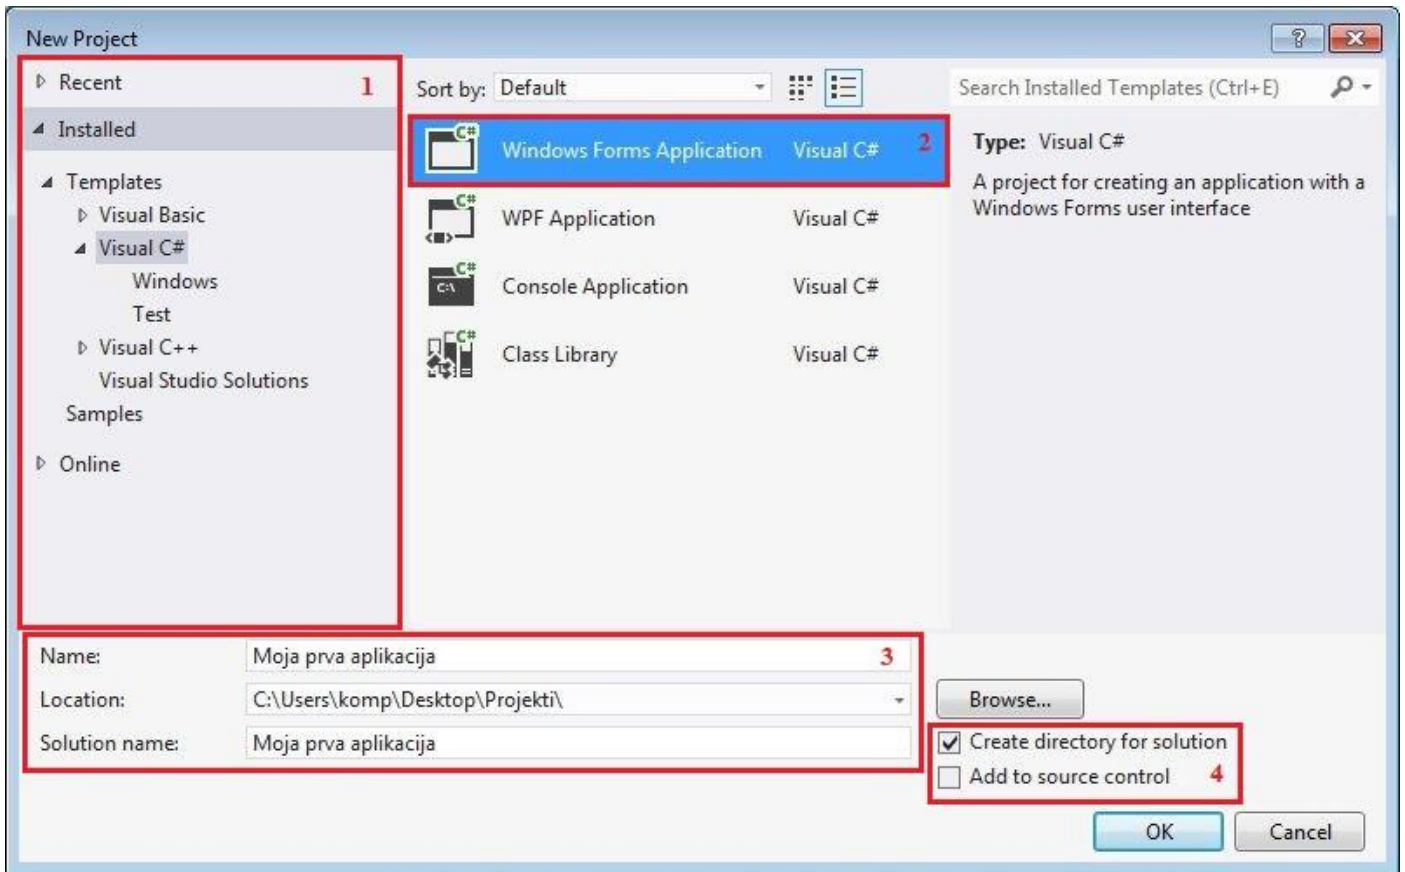 New Project
Recent 1
Installed
Templates
Visual Basic
Visual C#
Windows
Test
Visual C++
Visual Studio Solutions
Samples
Online
Sort by: Default
C# Windows Forms Application Visual C# 2
C# WPF Application Visual C#
C# C:\ Console Application Visual C#
C# Class Library Visual C#
Search Installed Templates (Ctrl+E)
Type: Visual C#
A project for creating an application with a
Windows Forms user interface
Name: Moja prva aplikacija 3
Location: C:\Users\komp\Desktop\Projekti\
Solution name: Moja prva aplikacija
Browse...
Create directory for solution
Add to source control 4
OK Cancel